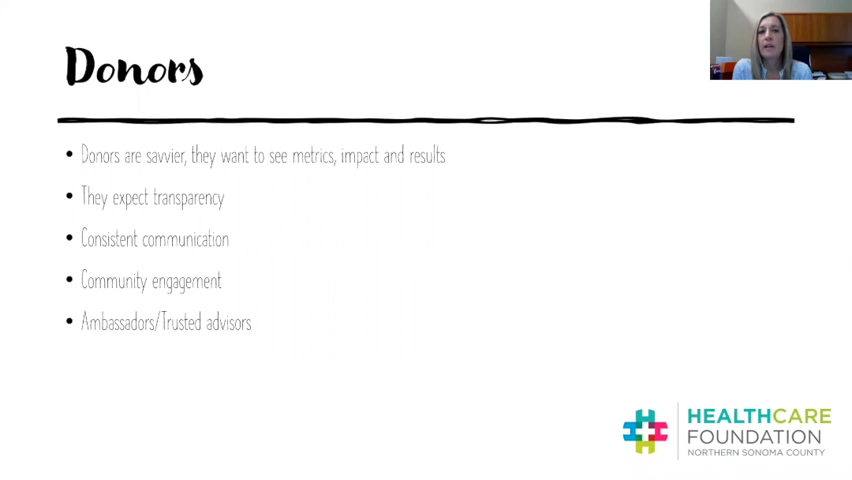 Donors
• Donors are savvier, they want to see metrics, impact and results
• They expect transparency
• Consistent communication
• Community engagement
• Ambassadors/Trusted advisors
HEALTHCARE
FOUNDATION
NORTHERN SONOMA COUNTY